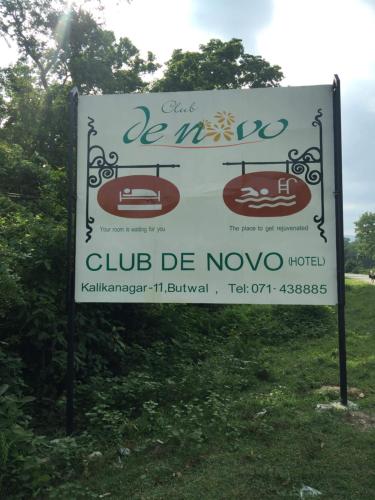 Club
de novo
Your room is waiting for you
The place to get rejuvenated
CLUB DE NOVO (HOTEL)
Kalikanagar-11,Butwal , Tel:071-438885